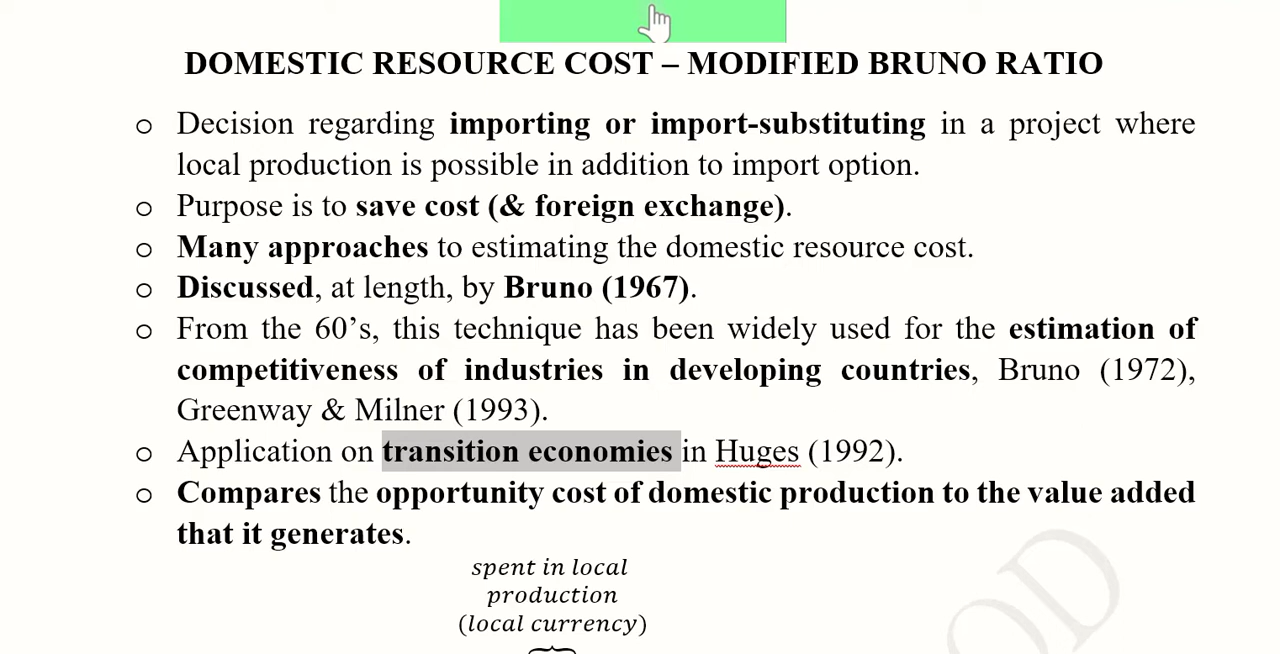 DOMESTIC RESOURCE COST – MODIFIED BRUNO RATIO
o Decision regarding importing or import-substituting in a project where
local production is possible in addition to import option.
o Purpose is to save cost (& foreign exchange).
o Many approaches to estimating the domestic resource cost.
o Discussed, at length, by Bruno (1967).
o From the 60’s, this technique has been widely used for the estimation of
competitiveness of industries in developing countries, Bruno (1972),
Greenway & Milner (1993).
o Application on transition economies in Huges (1992).
o Compares the opportunity cost of domestic production to the value added
that it generates.
spent in local
production
(local currency)
OD